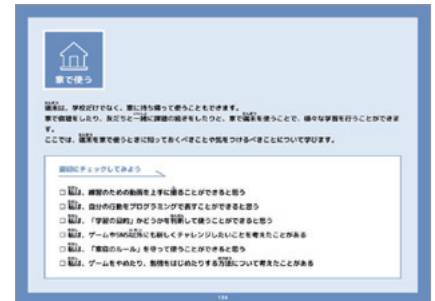 家で使う
端末は、学校だけでなく、家に持ち帰って使うこともできます。
家で宿題をしたり、友だちと一緒に課題の続きをしたりと、家で端末を使うことで、様々な学習を行うことができま
す。
ここでは、端末を家で使うときに知っておくべきことや気をつけるべきことについて学びます。
最初にチェックしてみよう
□ 私は、練習のための動画を上手に撮ることができると思う
□ 私は、自分の行動をプログラミングで表すことができると思う
□ 私は、「学習の目的」かどうかを判断して使うことができると思う
□ 私は、ゲームやSNS以外にも新しくチャレンジしたいことを考えたことがある
□ 私は、「家庭のルール」を守って使うことができると思う
□ 私は、ゲームをやめたり、勉強をはじめたりする方法について考えたことがある